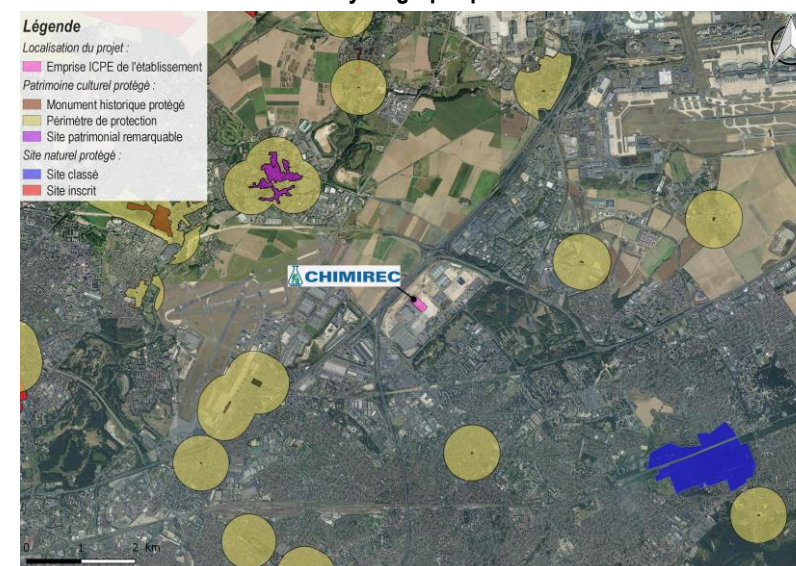 Légende
Localisation du projet :
Emprise ICPE de l'établissement
Patrimoine culturel protégé :
Monument historique protégé
Périmètre de protection
Site patrimonial remarquable
Site naturel protégé :
Site classé
Site inscrit
CHIMIREC
0 1 2 km